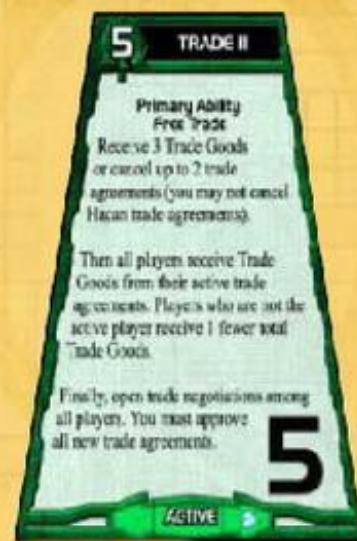 5 TRADE II
Primary Ability
Free Trade
Receive 3 Trade Goods
or cancel up to 2 trade
agreements (you may not cancel
Hacan trade agreements).
Then all players receive Trade
Goods from their active trade
agreements. Players who are not the
active player receive 1 fewer total
Trade Goods.
Finally, open trade negotiations among
all players. You must approve
all new trade agreements.
5
ACTIVE